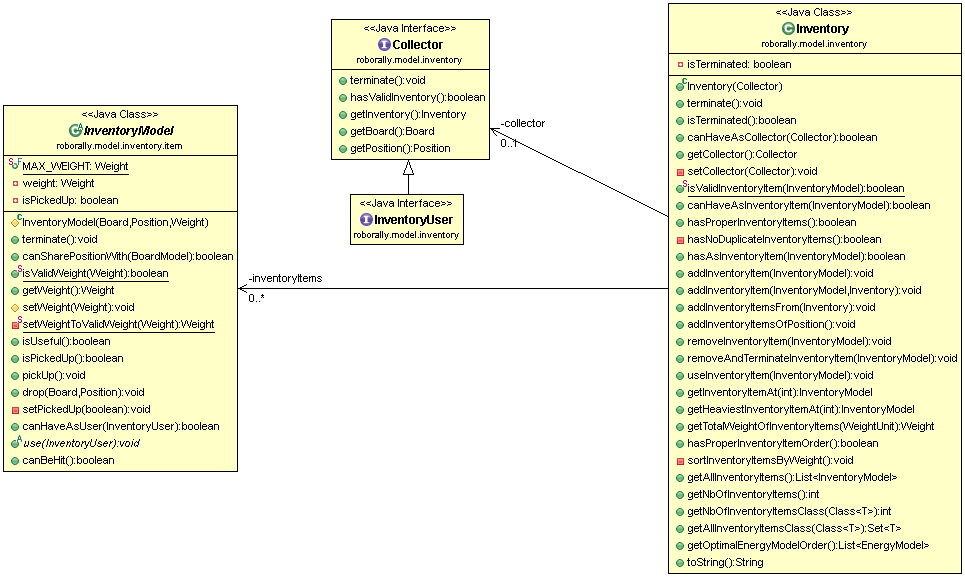 <<Java Interface>>
Collector
roborally.model.inventory
terminate():void
hasValidInventory():boolean
getInventory():Inventory
getBoard():Board
getPosition():Position
<<Java Interface>>
InventoryUser
roborally.model.inventory
<<Java Class>>
InventoryModel
roborally.model.inventory.item
MAX_WEIGHT: Weight
weight: Weight
isPickedUp: boolean
InventoryModel(Board,Position,Weight)
terminate():void
canSharePositionWith(BoardModel):boolean
isValidWeight(Weight):boolean
getWeight():Weight
setWeight(Weight):void
setWeightToValidWeight(Weight):Weight
isUseful():boolean
isPickedUp():boolean
pickUp():void
drop(Board,Position):void
setPickedUp(boolean):void
canHaveAsUser(InventoryUser):boolean
use(InventoryUser):void
canBeHit():boolean
-collector
0..1
-inventoryItems
0..*
<<Java Class>>
Inventory
roborally.model.inventory
isTerminated: boolean
Inventory(Collector)
terminate():void
isTerminated():boolean
canHaveAsCollector(Collector):boolean
getCollector():Collector
setCollector(Collector):void
isValidInventoryItem(InventoryModel):boolean
canHaveAsInventoryItem(InventoryModel):boolean
hasProperInventoryItems():boolean
hasNoDuplicateInventoryItems():boolean
hasAsInventoryItem(InventoryModel):boolean
addInventoryItem(InventoryModel):void
addInventoryItem(InventoryModel,Inventory):void
addInventoryItemsFrom(Inventory):void
addInventoryItemsOfPosition():void
removeInventoryItem(InventoryModel):void
removeAndTerminateInventoryItem(InventoryModel):void
useInventoryItem(InventoryModel):void
getInventoryItemAt(int):InventoryModel
getHeaviestInventoryItemAt(int):InventoryModel
getTotalWeightOfInventoryItems(WeightUnit):Weight
hasProperInventoryItemOrder():boolean
sortInventoryItemsByWeight():void
getAllInventoryItems():List<InventoryModel>
getNbOfInventoryItems():int
getNbOfInventoryItemsClass(Class<T>):int
getAllInventoryItemsClass(Class<T>):Set<T>
getOptimalEnergyModelOrder():List<EnergyModel>
toString():String